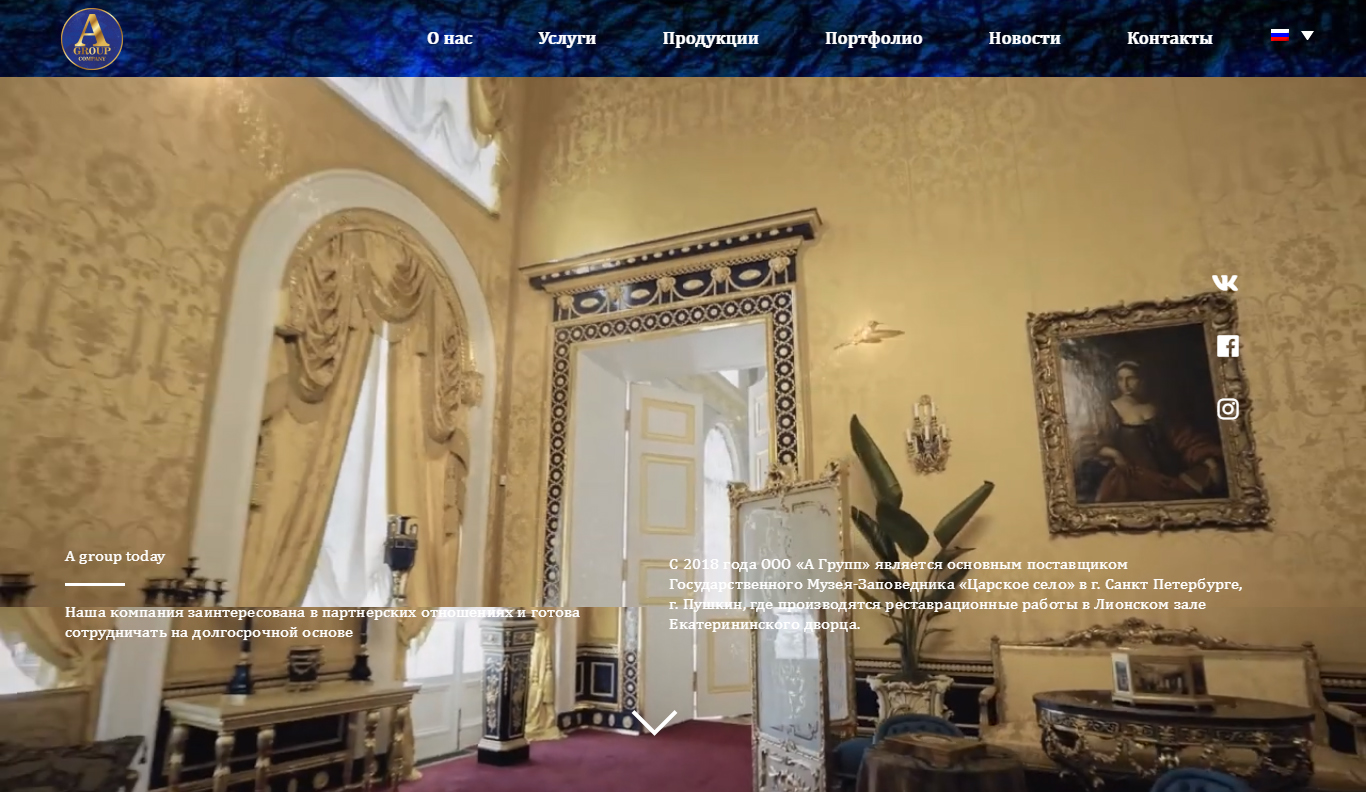 A
GROUP
COMPANY
О нас
Услуги
Продукции
Портфолио
Новости
Контакты
A group today
Наша компания заинтересована в партнерских отношениях и готова
сотрудничать на долгосрочной основе
С 2018 года ООО «А Групп» является основным поставщиком
Государственного Музея-Заповедника «Царское село» в г. Санкт Петербурге,
г. Пушкин, где производятся реставрационные работы в Лионском зале
Екатерининского дворца.